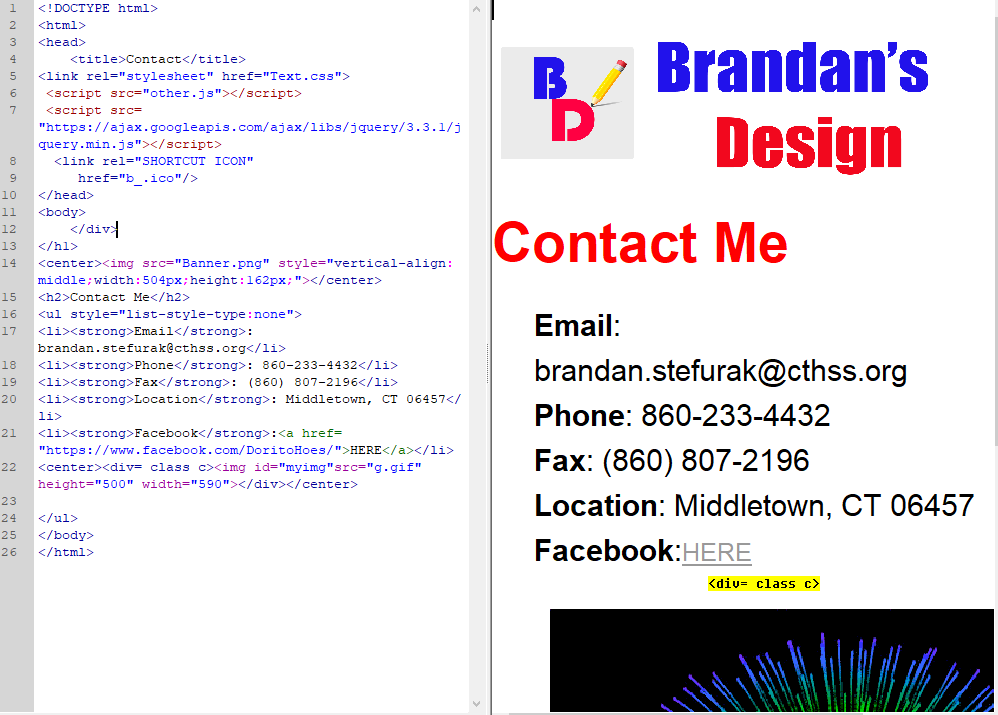 1 <!DOCTYPE html>
2 <html>
3 <head>
4 <title>Contact</title>
5 <link rel="stylesheet" href="Text.css">
6 <script src="other.js"></script>
7 <script src=
"https://ajax.googleapis.com/ajax/libs/jquery/3.3.1/j
query.min.js"></script>
8 <link rel="SHORTCUT ICON"
9 href="b_.ico"/>
10 </head>
11 <body>
12 </div>
13 </h1>
14 <center><img src="Banner.png" style="vertical-align:
middle;width:504px;height:162px;"></center>
15 <h2>Contact Me</h2>
16 <ul style="list-style-type:none">
17 <li><strong>Email</strong>:
brandan.stefurak@cthss.org</li>
18 <li><strong>Phone</strong>: 860-233-4432</li>
19 <li><strong>Fax</strong>: (860) 807-2196</li>
20 <li><strong>Location</strong>: Middletown, CT 06457</
li>
21 <li><strong>Facebook</strong>:<a href=
"https://www.facebook.com/DoritoHoes/">HERE</a></li>
22 <center><div= class c><img id="myimg"src="g.gif"
height="500" width="590"></div></center>
23
24 </ul>
25 </body>
26 </html>
BD
Brandan’s
Design
Contact Me
Email:
brandan.stefurak@cthss.org
Phone: 860-233-4432
Fax: (860) 807-2196
Location: Middletown, CT 06457
Facebook:HERE
<div= class c>